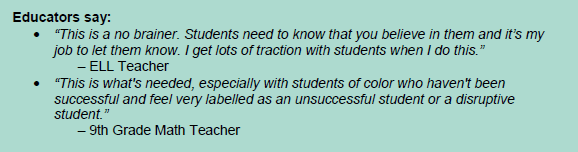 Educators say:
• “This is a no brainer. Students need to know that you believe in them and it’s my
job to let them know. I get lots of traction with students when I do this.”
– ELL Teacher
• “This is what's needed, especially with students of color who haven't been
successful and feel very labelled as an unsuccessful student or a disruptive
student.”
– 9th Grade Math Teacher